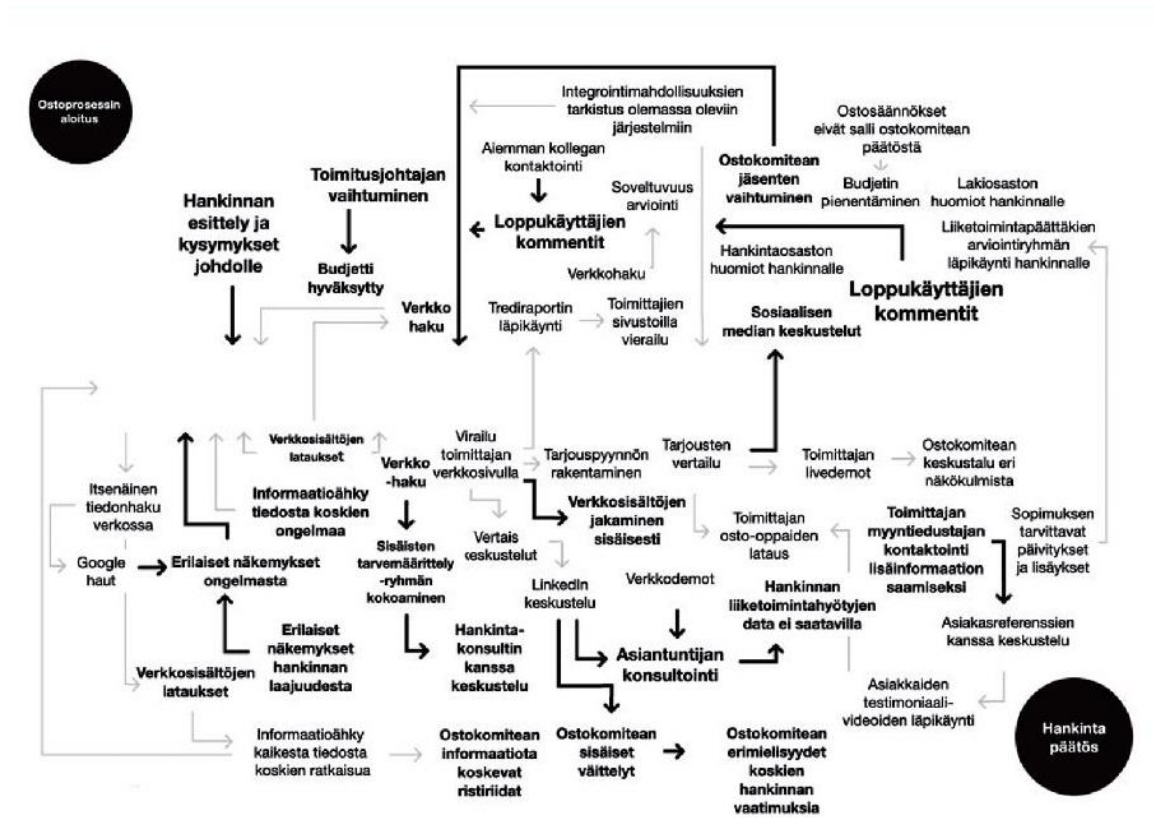 Ostoprosessin
aloitus
Integrointimahdollisuuksien
tarkistus olemassa oleviin
järjestelmiin
Ostosäännökset
eivät salli ostokomitean
päätöstä
Aiemman kollegan
kontaktointi
Ostokomitean
jäsenten
vaihtuminen
Toimitusjohtajan
vaihtuminen
Soveltuvuus
arviointi
Budjetin
pienentäminen
Lakiosaston
huomiot hankinnalle
Hankinnan
esittely ja
kysymykset
johdolle
Loppukäyttäjien
kommentit
Liiketoimintapäättäkien
arviointiryhmän
läpikäynti hankinnalle
Hankintaosaston
huomiot hankinnalle
Budjetti
hyväksytty
Verkkohaku
Loppukäyttäjien
kommentit
Verkko
haku
Trediraportin
läpikäynti
Toimittajien
sivustoilla
vierailu
Sosiaalisen
median keskustelut
Verkkosisältöjen
lataukset
Verkko
-haku
Virailu
toimittajan
verkkosivulla
Tarjouspyynnön
rakentaminen
Tarjousten
vertailu
Toimittajan
livedemot
Ostokomitean
keskustalu eri
näkökulmista
Itsenäinen
tiedonhaku
verkossa
Informaatioähky
tiedosta koskien
ongelmaa
Verkkosisältöjen
jakaminen
sisäisesti
Toimittajan
osto-oppaiden
lataus
Toimittajan
myyntiedustajan
kontaktointi
lisäinformaation
saamiseksi
Sopimuksen
tarvittavat
päivitykset
ja lisäykset
Google
haut
Erilaiset näkemykset
ongelmasta
Sisäisten
tarvemäärittely
-ryhmän
kokoaminen
Vertais
keskustelut
LinkedIn
keskustelu
Verkkodemot
Hankinnan
liiketoimintahyötyjen
data ei saatavilla
Asiakasreferenssien
kanssa keskustelu
Erilaiset
näkemykset
hankinnan
laajuudesta
Hankinta-
konsultin
kanssa
keskustelu
Asiantuntijan
konsultointi
Verkkosisältöjen
lataukset
Asiakkaiden
testimoniaali-
videoiden läpikäynti
Hankinta
päätös
Informaatioähky
kaikesta tiedosta
koskien ratkaisua
Ostokomitean
informaatiota
koskevat
ristiriidat
Ostokomitean
sisäiset
väittelyt
Ostokomitean
erimielisyydet
koskien
hankinnan
vaatimuksia